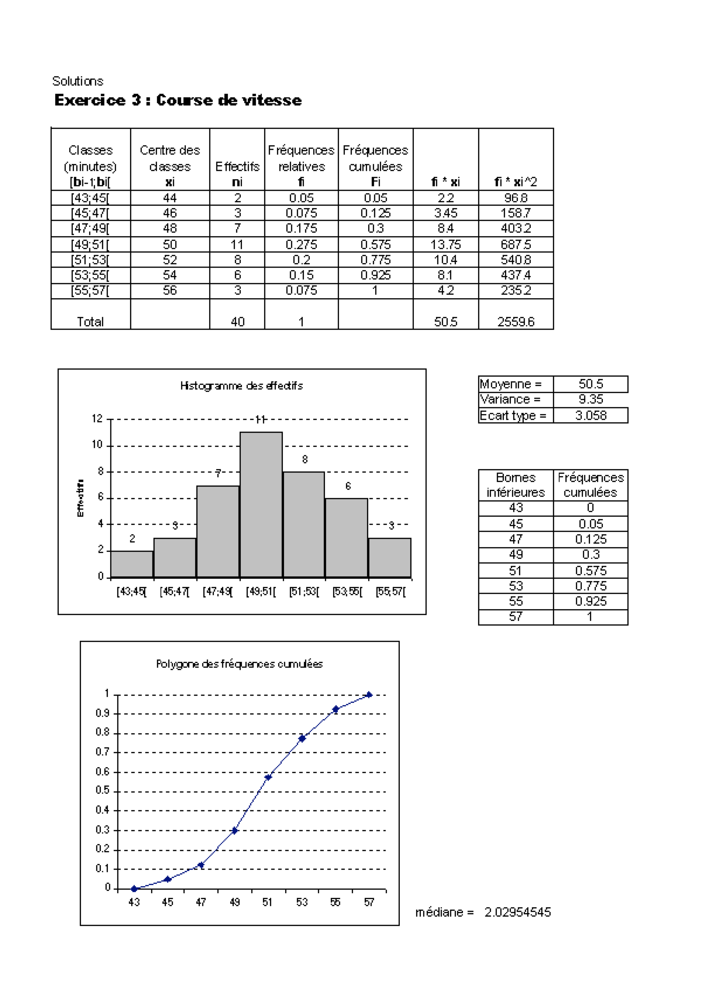 Solutions
Exercice 3 : Course de vitesse
Classes (minutes) [bi-1;bi[ | Centre des classes xi | Effectifs ni | Fréquences relatives fi | Fréquences cumulées Fi | fi * xi | fi * xi^2
[43;45[ 44 2 0.05 0.05 2.2 96.8
[45;47[ 46 3 0.075 0.125 3.45 158.7
[47;49[ 48 7 0.175 0.3 8.4 403.2
[49;51[ 50 11 0.275 0.575 13.75 687.5
[51;53[ 52 8 0.2 0.775 10.4 540.8
[53;55[ 54 6 0.15 0.925 8.1 437.4
[55;57[ 56 3 0.075 1 4.2 235.2
Total 40 1 50.5 2559.6
Histogramme des effectifs
Effectifs
12
10
8
6
4
2
0
2 3 7 11 8 6 3
[43;45[ [45;47[ [47;49[ [49;51[ [51;53[ [53;55[ [55;57[
Moyenne = 50.5
Variance = 9.35
Ecart type = 3.058
Bornes inférieures | Fréquences cumulées
43 0
45 0.05
47 0.125
49 0.3
51 0.575
53 0.775
55 0.925
57 1
Polygone des fréquences cumulées
1
0.9
0.8
0.7
0.6
0.5
0.4
0.3
0.2
0.1
0
43 45 47 49 51 53 55 57
médiane = 2.02954545